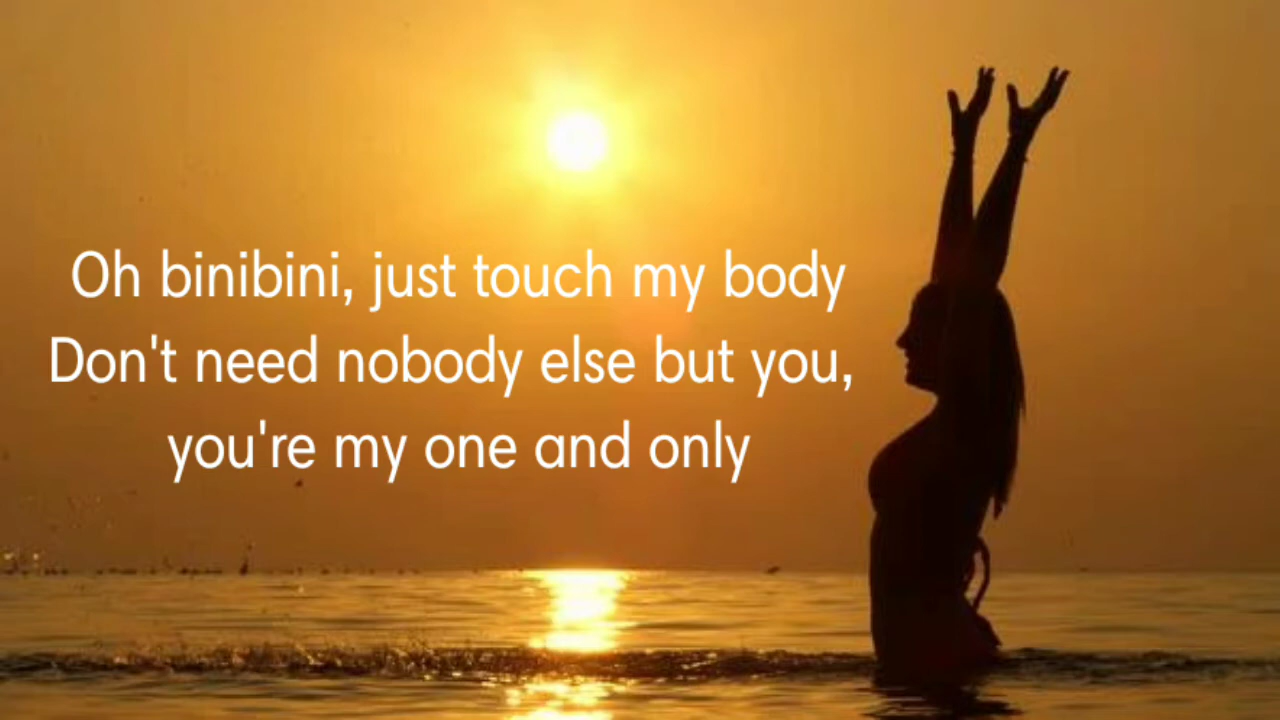 Oh binibini, just touch my body
Don't need nobody else but you,
you're my one and only